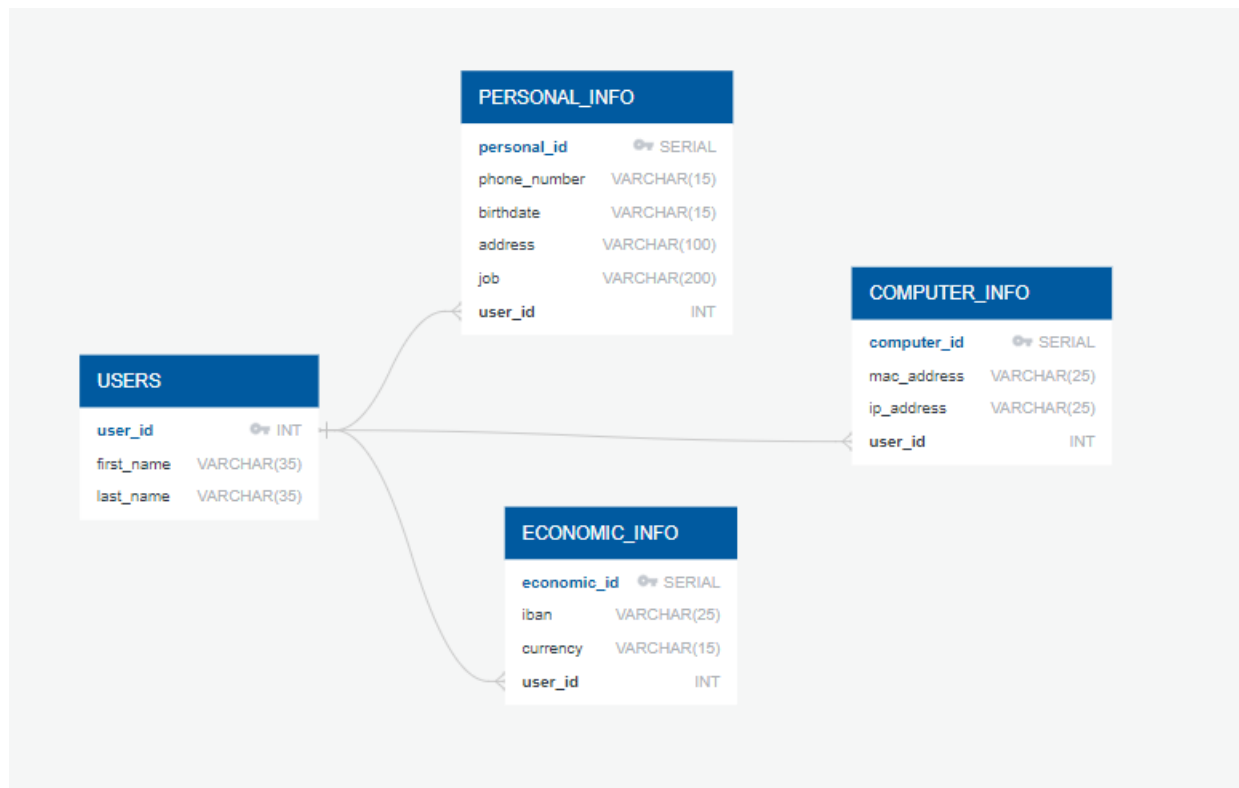 PERSONAL_INFO
personal_id SERIAL
phone_number VARCHAR(15)
birthdate VARCHAR(15)
address VARCHAR(100)
job VARCHAR(200)
user_id INT
COMPUTER_INFO
computer_id SERIAL
mac_address VARCHAR(25)
ip_address VARCHAR(25)
user_id INT
USERS
user_id INT
first_name VARCHAR(35)
last_name VARCHAR(35)
ECONOMIC_INFO
economic_id SERIAL
iban VARCHAR(25)
currency VARCHAR(15)
user_id INT